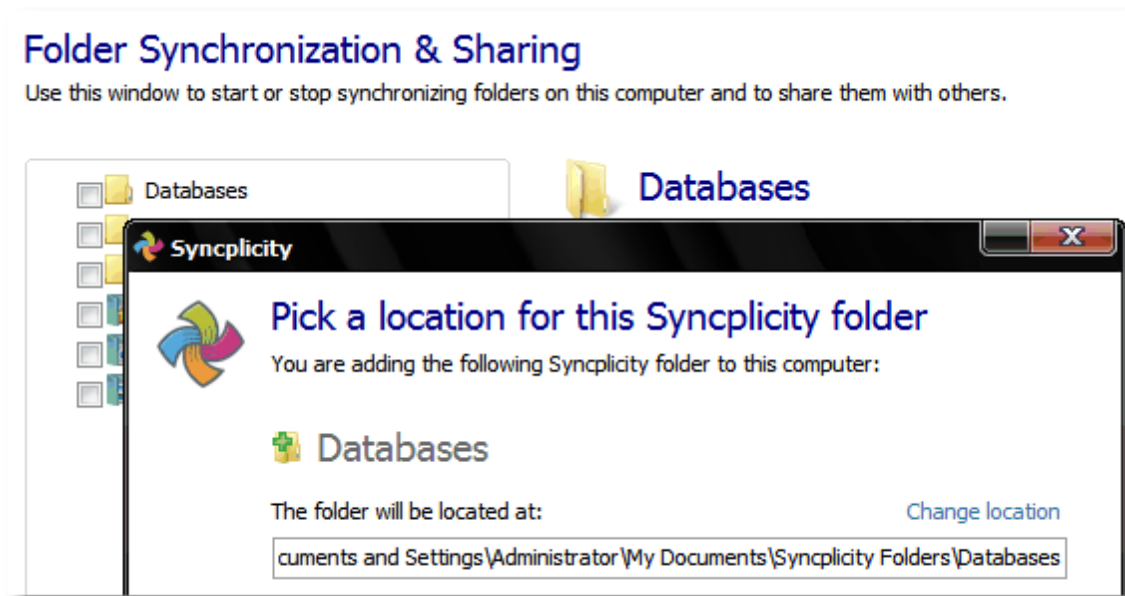 Folder Synchronization & Sharing
Use this window to start or stop synchronizing folders on this computer and to share them with others.
Databases
Databases
Syncplicity
Pick a location for this Syncplicity folder
You are adding the following Syncplicity folder to this computer:
Databases
The folder will be located at:
Change location
cuments and Settings\Administrator\My Documents\Syncplicity Folders\Databases